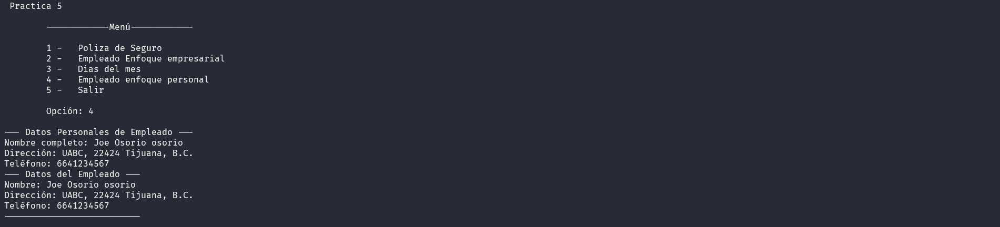 Practica 5
————————————Menú————————————
1 - Poliza de Seguro
2 - Empleado Enfoque empresarial
3 - Dias del mes
4 - Empleado enfoque personal
5 - Salir
Opción: 4
——— Datos Personales de Empleado ———
Nombre completo: Joe Osorio osorio
Dirección: UABC, 22424 Tijuana, B.C.
Teléfono: 6641234567
——— Datos del Empleado ———
Nombre: Joe Osorio osorio
Dirección: UABC, 22424 Tijuana, B.C.
Teléfono: 6641234567
——————————————————————————